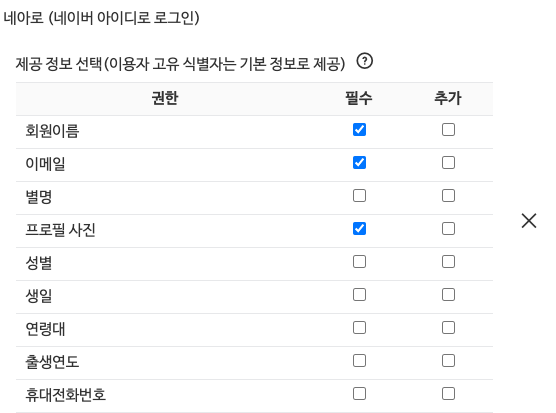 네아로 (네이버 아이디로 로그인)
제공 정보 선택(이용자 고유 식별자는 기본 정보로 제공) ?
권한 필수 추가
회원이름
이메일
별명
프로필 사진
성별
생일
연령대
출생연도
휴대전화번호